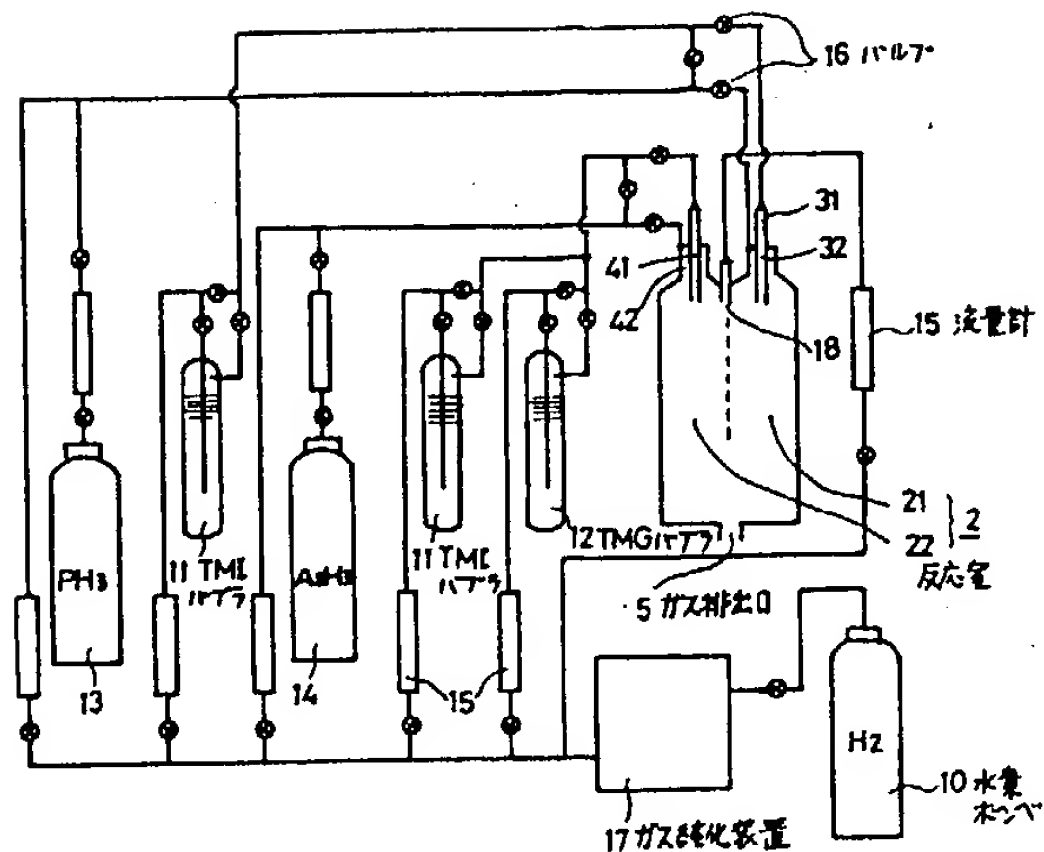 16 バルブ
31
32
41
42
18
15 流量計
21
22
2
反応室
5 ガス排出口
PH3
13
11 TMI
バブラ
AsH3
14
11 TMI
バブラ
12 TMGバブラ
15
H2
10 水素
ボンベ
17 ガス純化装置